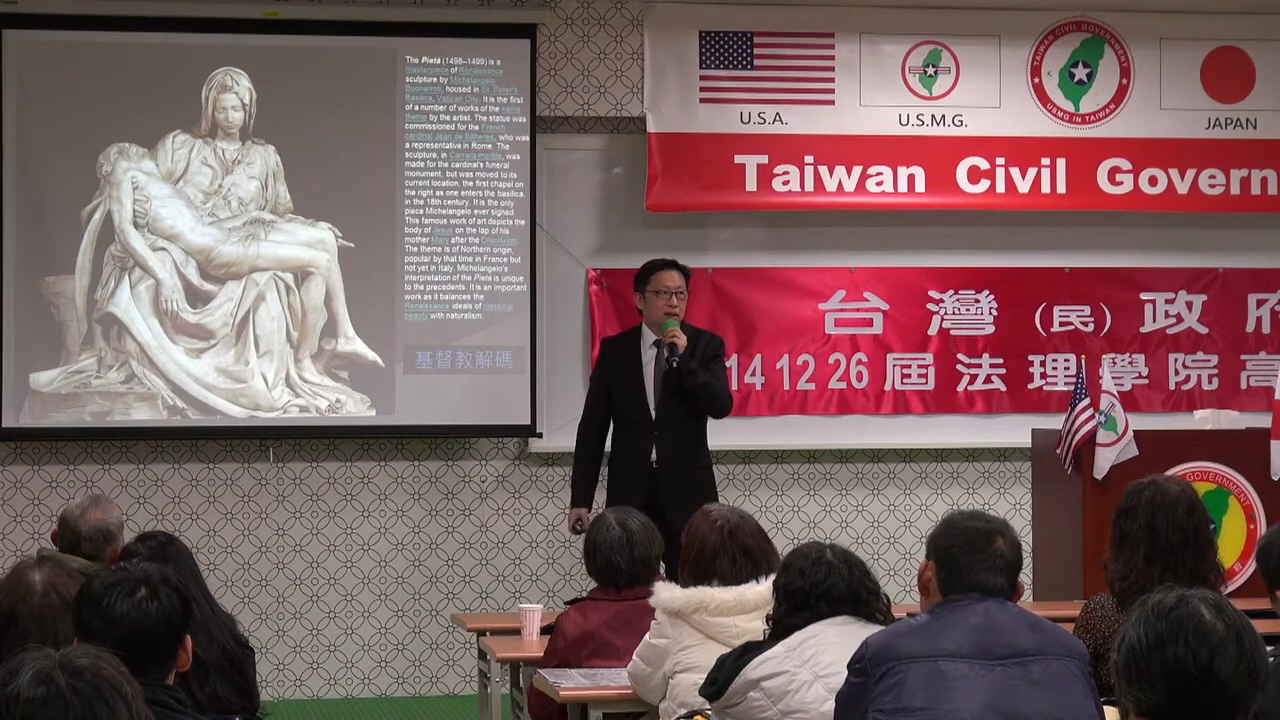 The Pietà (1498–1499) is a
masterpiece of Renaissance
sculpture by Michelangelo
Buonarroti, housed in St. Peter's
Basilica, Vatican City. It is the first
of a number of works of the same
theme by the artist. The statue was
commissioned for the French
cardinal Jean de Billheres, who was
a representative in Rome. The
sculpture, in Carrara marble, was
made for the cardinal's funeral
monument, but was moved to its
current location, the first chapel on
the right as one enters the basilica,
in the 18th century. It is the only
piece Michelangelo ever signed.
This famous work of art depicts the
body of Jesus on the lap of his
mother Mary after the Crucifixion.
The theme is of Northern origin,
popular by that time in France but
not yet in Italy. Michelangelo's
interpretation of the Pieta is unique
to the precedents. It is an important
work as it balances the
Renaissance ideals of classical
beauty with naturalism.
基督教解碼
U.S.A.
U.S.M.G.
TAIWAN CIVIL GOVERNMENT
USMG IN TAIWAN
JAPAN
Taiwan Civil Govern
台灣(民)政府
14 12 26 屆法理學院高
GOVERNMENT